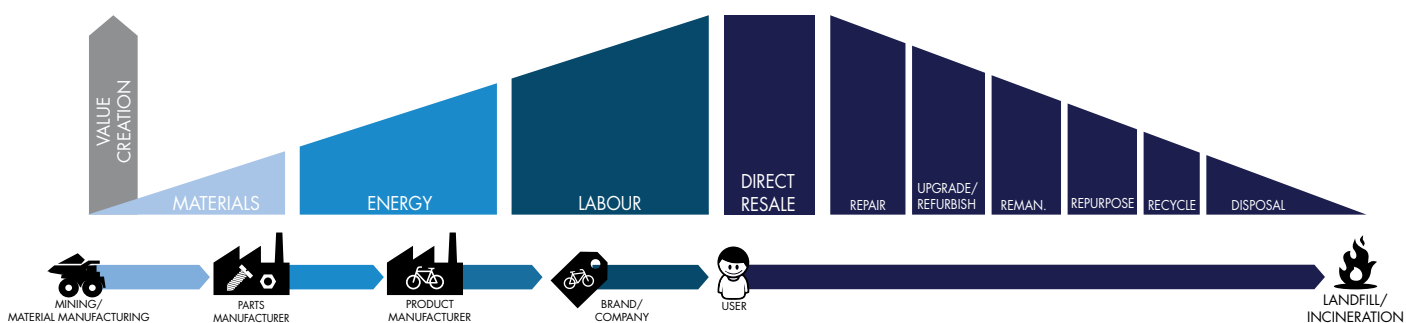 VALUE
CREATION
MATERIALS
ENERGY
LABOUR
DIRECT
RESALE
REPAIR
UPGRADE/
REFURBISH
REMAN.
REPURPOSE
RECYCLE
DISPOSAL
MINING/
MATERIAL MANUFACTURING
PARTS
MANUFACTURER
PRODUCT
MANUFACTURER
BRAND/
COMPANY
USER
LANDFILL/
INCINERATION